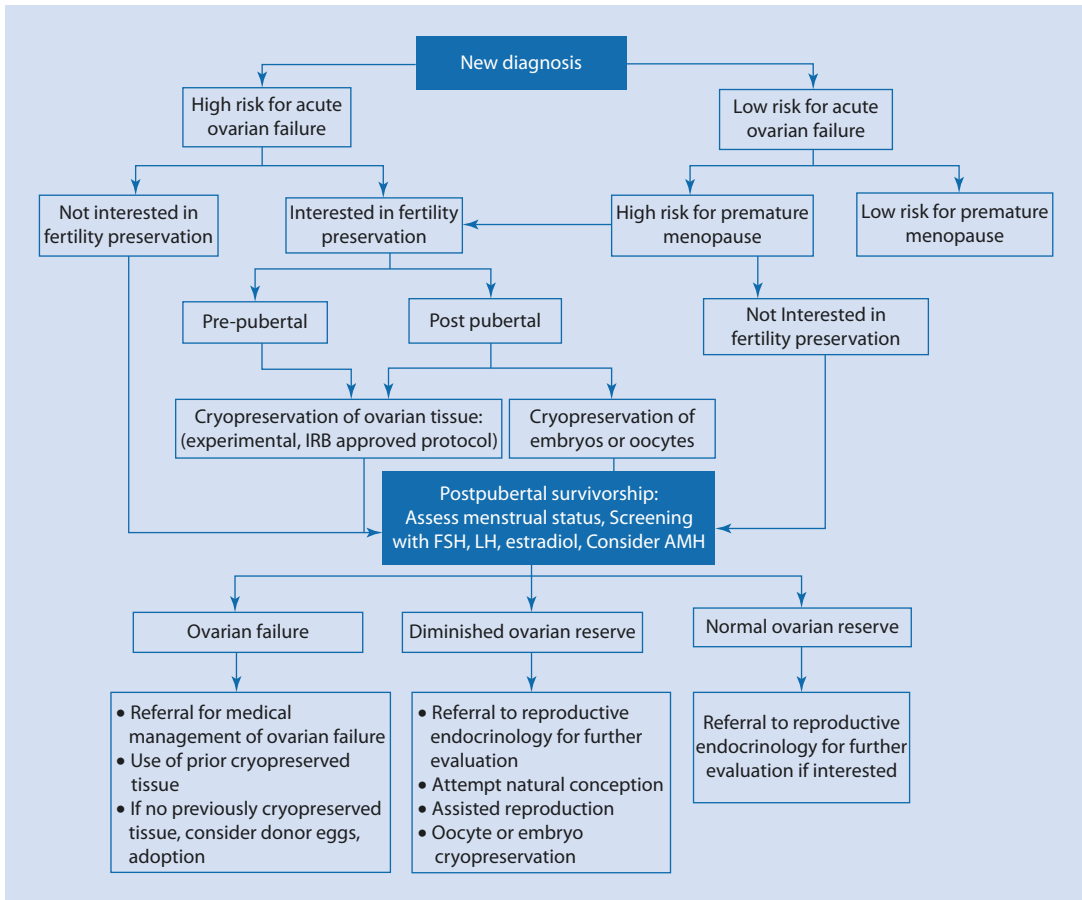 New diagnosis
High risk for acute
ovarian failure
Low risk for acute
ovarian failure
Not interested in
fertility preservation
Interested in fertility
preservation
High risk for premature
menopause
Low risk for premature
menopause
Pre-pubertal
Post pubertal
Not Interested in
fertility preservation
Cryopreservation of ovarian tissue:
(experimental, IRB approved protocol)
Cryopreservation of
embryos or oocytes
Postpubertal survivorship:
Assess menstrual status, Screening
with FSH, LH, estradiol, Consider AMH
Ovarian failure
Diminished ovarian reserve
Normal ovarian reserve
• Referral for medical
management of ovarian failure
• Use of prior cryopreserved
tissue
• If no previously cryopreserved
tissue, consider donor eggs,
adoption
• Referral to reproductive
endocrinology for further
evaluation
• Attempt natural conception
• Assisted reproduction
• Oocyte or embryo
cryopreservation
Referral to reproductive
endocrinology for further
evaluation if interested